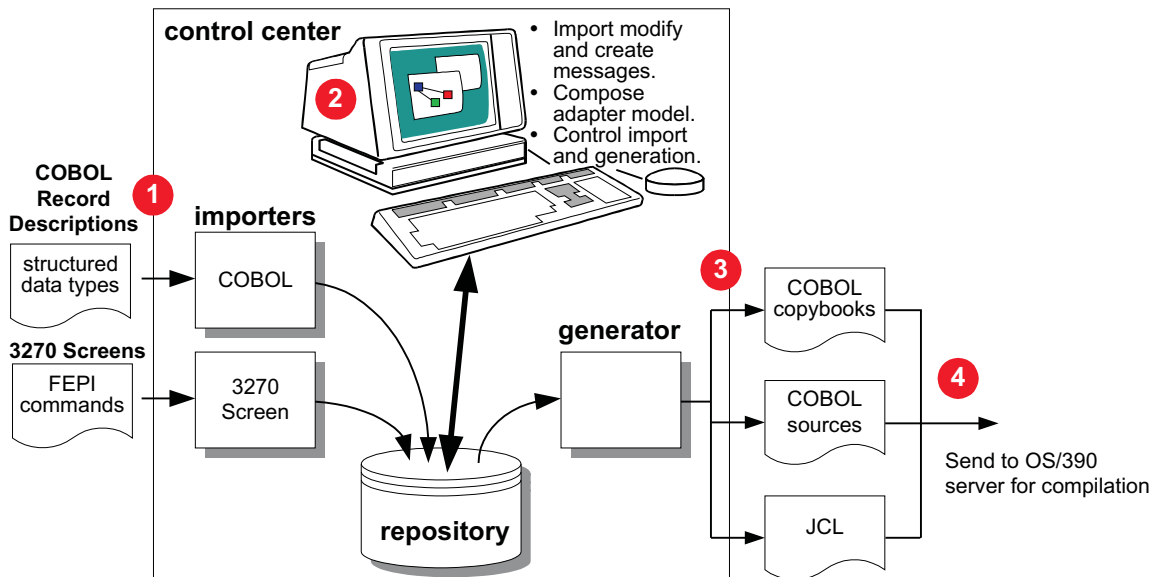 control center
• Import modify
and create
messages.
• Compose
adapter model.
• Control import
and generation.
2
COBOL
Record
Descriptions
1
importers
structured
data types
COBOL
3270 Screens
FEPI
commands
3270
Screen
repository
generator
3
COBOL
copybooks
COBOL
sources
JCL
4
Send to OS/390
server for compilation